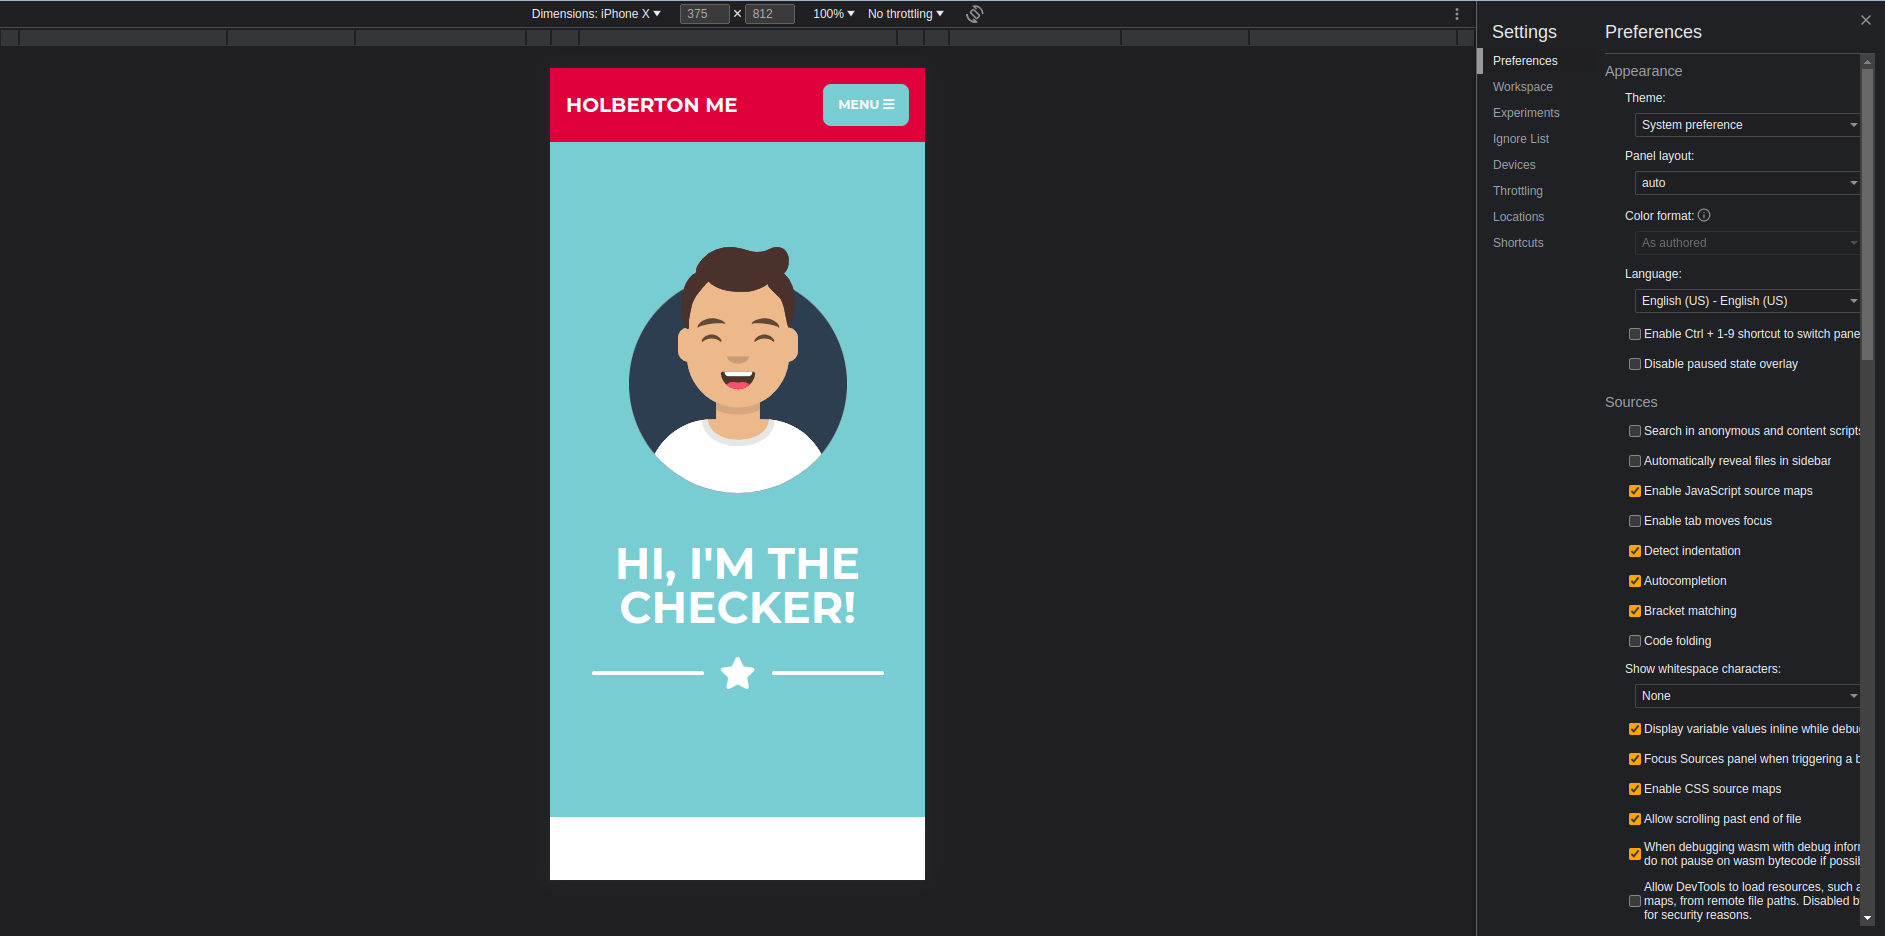 Dimensions: iPhone X
375 × 812
100%
No throttling
HOLBERTON ME
MENU
HI, I'M THE
CHECKER!
Settings
Preferences
Workspace
Experiments
Ignore List
Devices
Throttling
Locations
Shortcuts
Preferences
Appearance
Theme:
System preference
Panel layout:
auto
Color format:
As authored
Language:
English (US) - English (US)
Enable Ctrl + 1-9 shortcut to switch pane
Disable paused state overlay
Sources
Search in anonymous and content scripts
Automatically reveal files in sidebar
Enable JavaScript source maps
Enable tab moves focus
Detect indentation
Autocompletion
Bracket matching
Code folding
Show whitespace characters:
None
Display variable values inline while debu
Focus Sources panel when triggering a b
Enable CSS source maps
Allow scrolling past end of file
When debugging wasm with debug inforr
do not pause on wasm bytecode if possib
Allow DevTools to load resources, such a
maps, from remote file paths. Disabled b
for security reasons.